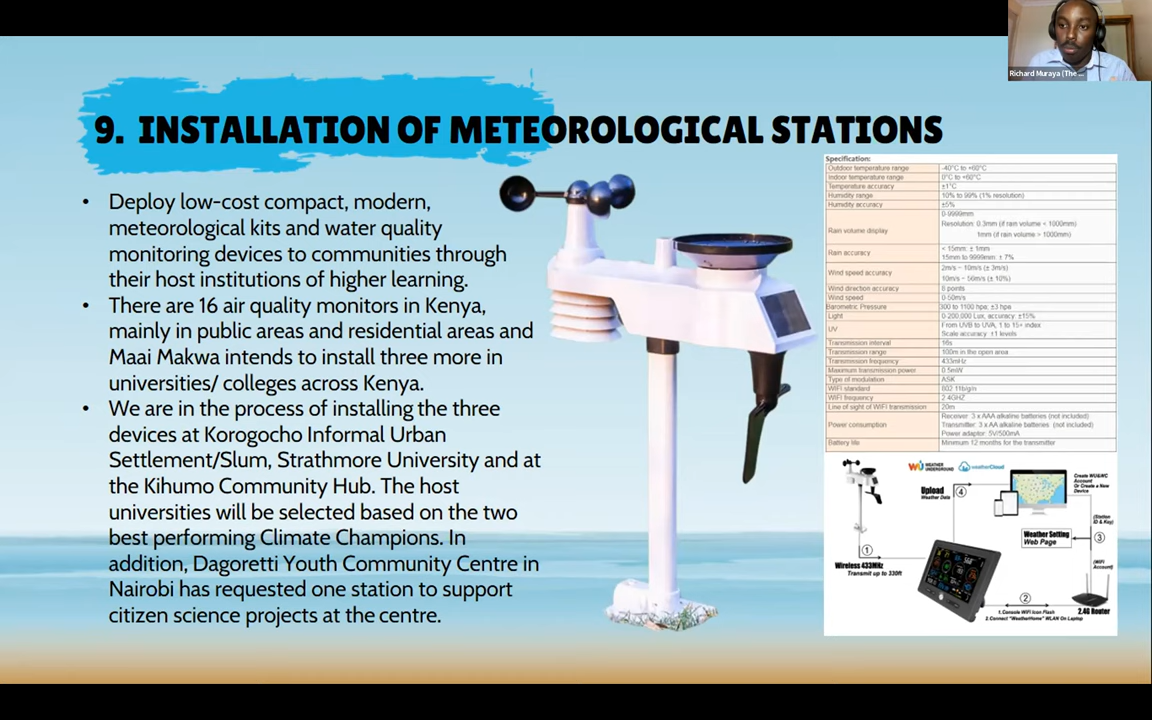 Richard Muraya (The ...
9. INSTALLATION OF METEOROLOGICAL STATIONS
• Deploy low-cost compact, modern,
meteorological kits and water quality
monitoring devices to communities through
their host institutions of higher learning.
• There are 16 air quality monitors in Kenya,
mainly in public areas and residential areas and
Maai Makwa intends to install three more in
universities/ colleges across Kenya.
• We are in the process of installing the three
devices at Korogocho Informal Urban
Settlement/Slum, Strathmore University and at
the Kihumo Community Hub. The host
universities will be selected based on the two
best performing Climate Champions. In
addition, Dagoretti Youth Community Centre in
Nairobi has requested one station to support
citizen science projects at the centre.
Specification:
Outdoor temperature range -40°C to +60°C
Indoor temperature range 0°C to +60°C
Temperature accuracy ±1°C
Humidity range 10% to 99% (1% resolution)
Humidity accuracy ±5%
Rain volume display 0-9999mm
Resolution: 0.3mm (if rain volume < 1000mm)
1mm (if rain volume > 1000mm)
Rain accuracy < 15mm: ± 1mm
15mm to 9999mm: ± 7%
Wind speed accuracy 2m/s ~ 10m/s (± 3m/s)
10m/s ~ 50m/s (± 10%)
Wind direction accuracy 8 points
Wind speed 0-50m/s
Barometric Pressure 300 to 1100 hpa: ±3 hpa
Light 0-200,000 Lux, accuracy: ±15%
UV From UVB to UVA, 1 to 15+ index
Scale accuracy: ±1 levels
Transmission interval 16s
Transmission range 100m in the open area
Transmission frequency 433mHz
Maximum transmission power 0.5mW
Type of modulation ASK
WIFI standard 802.11b/g/n
WIFI frequency 2.4GHZ
Line of sight of WIFI transmission 20m
Power consumption Receiver: 3 x AAA alkaline batteries (not included)
Transmitter: 3 x AA alkaline batteries (not included)
Power adaptor: 5V/500mA
Battery life Minimum 12 months for the transmitter
WU WEATHER UNDERGROUND weatherCloud
Upload
Weather Data
4
Create WU&WC
Account
Or Create a New
Device
(Station
ID & Key)
Weather Setting
Web Page
3
1
Wireless 433MHz
Transmit up to 330ft
(WIFI
Account)
2
1.Console WIFI Icon Flash
2.Connect "WeatherHome" WLAN On Laptop
2.4G Router